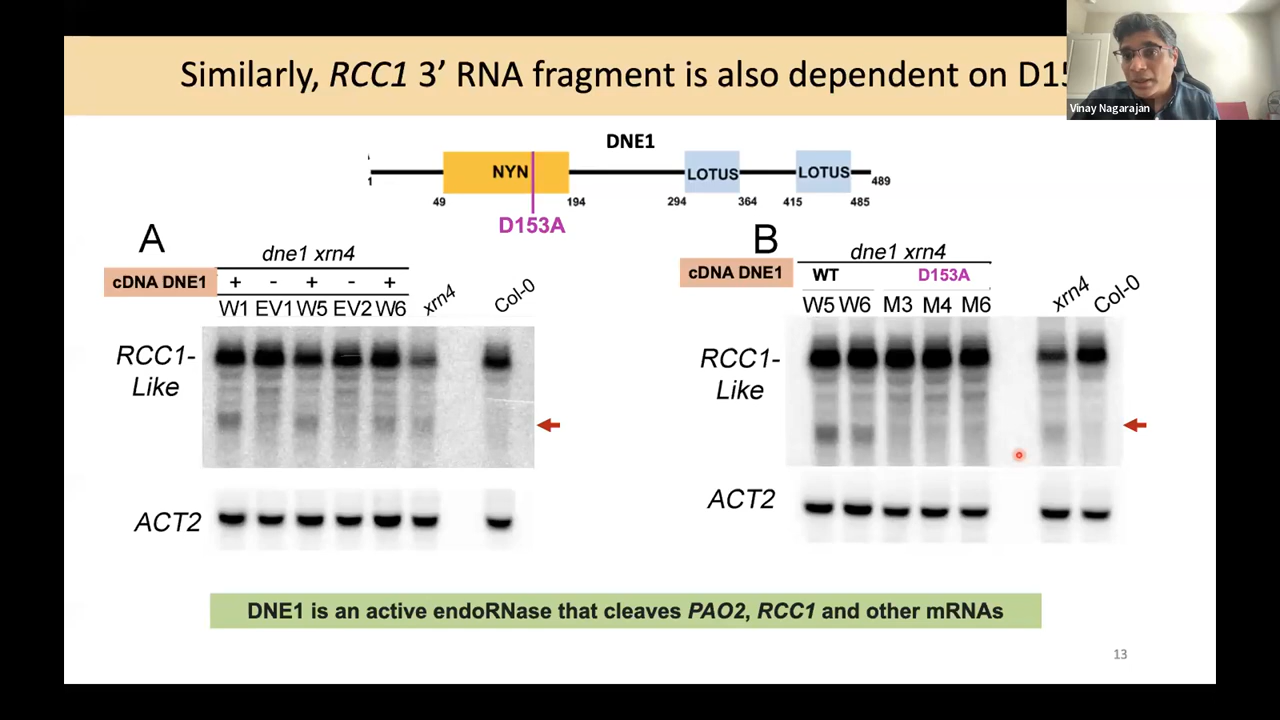 Similarly, RCC1 3’ RNA fragment is also dependent on
Vinay Nagarajan
DNE1
NYN
LOTUS
LOTUS
1
49
194
294
364
415
485
489
D153A
A
dne1 xrn4
cDNA DNE1
+ - + - +
W1 EV1 W5 EV2 W6 xrn4 Col-0
RCC1-
Like
ACT2
B
dne1 xrn4
cDNA DNE1
WT D153A
W5 W6 M3 M4 M6 xrn4 Col-0
RCC1-
Like
ACT2
DNE1 is an active endoRNase that cleaves PAO2, RCC1 and other mRNAs
13